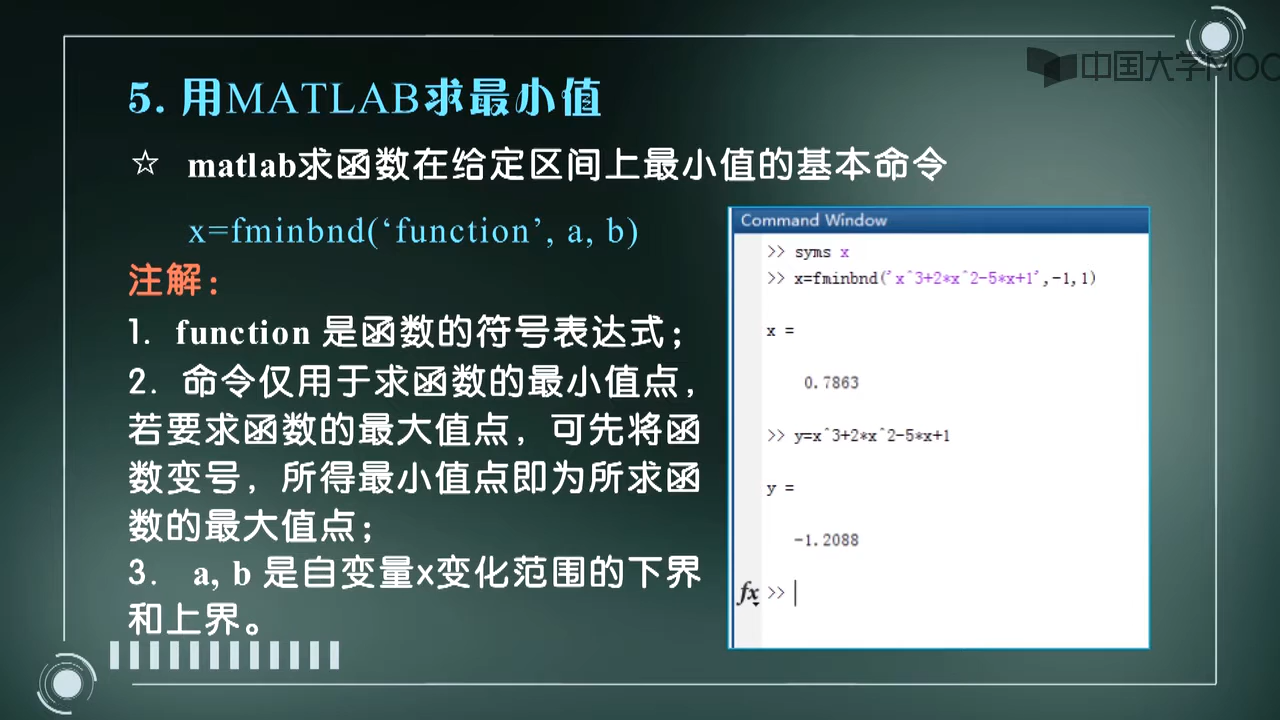 中国大学MOO
5. 用MATLAB求最小值
☆ matlab求函数在给定区间上最小值的基本命令
x=fminbnd(‘function’, a, b)
注解：
1. function 是函数的符号表达式；
2. 命令仅用于求函数的最小值点，
若要求函数的最大值点，可先将函
数变号，所得最小值点即为所求函
数的最大值点；
3. a, b 是自变量x变化范围的下界
和上界。
Command Window
>> syms x
>> x=fminbnd('x^3+2*x^2-5*x+1',-1,1)
x =
0.7863
>> y=x^3+2*x^2-5*x+1
y =
-1.2088
fx >>